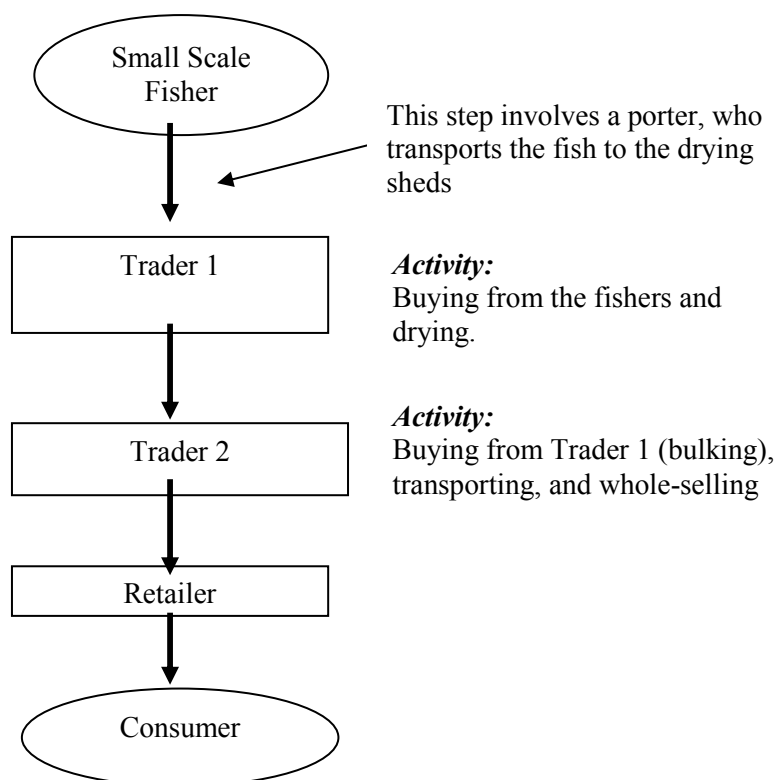 Small Scale
Fisher
This step involves a porter, who
transports the fish to the drying
sheds
Trader 1
Activity:
Buying from the fishers and
drying.
Trader 2
Activity:
Buying from Trader 1 (bulking),
transporting, and whole-selling
Retailer
Consumer